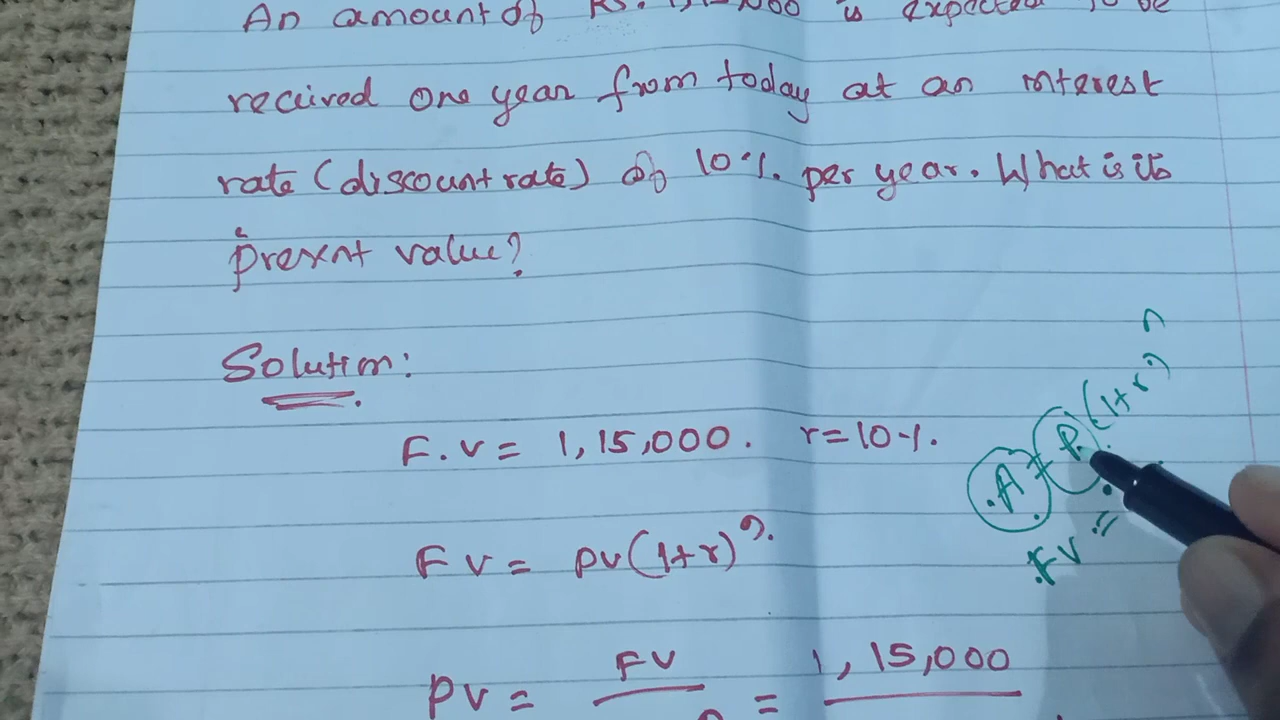 An amount of Rs. 1,15,000 is expected to be
received one year from today at an interest
rate (discount rate) of 10%. per year. What is its
present value?
Solution:
F.V = 1,15,000. r = 10%.
A = P(1+r)^n
FV =
FV = PV(1+r)^n.
PV = FV = 1,15,000